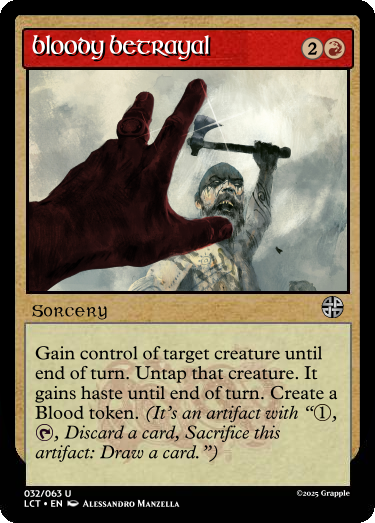 bloody betrayal
2
Sorcery
Gain control of target creature until
end of turn. Untap that creature. It
gains haste until end of turn. Create a
Blood token. (It's an artifact with “1,
, Discard a card, Sacrifice this
artifact: Draw a card.”)
032/063 U
LCT • EN Alessandro Manzella
©2025 Grapple